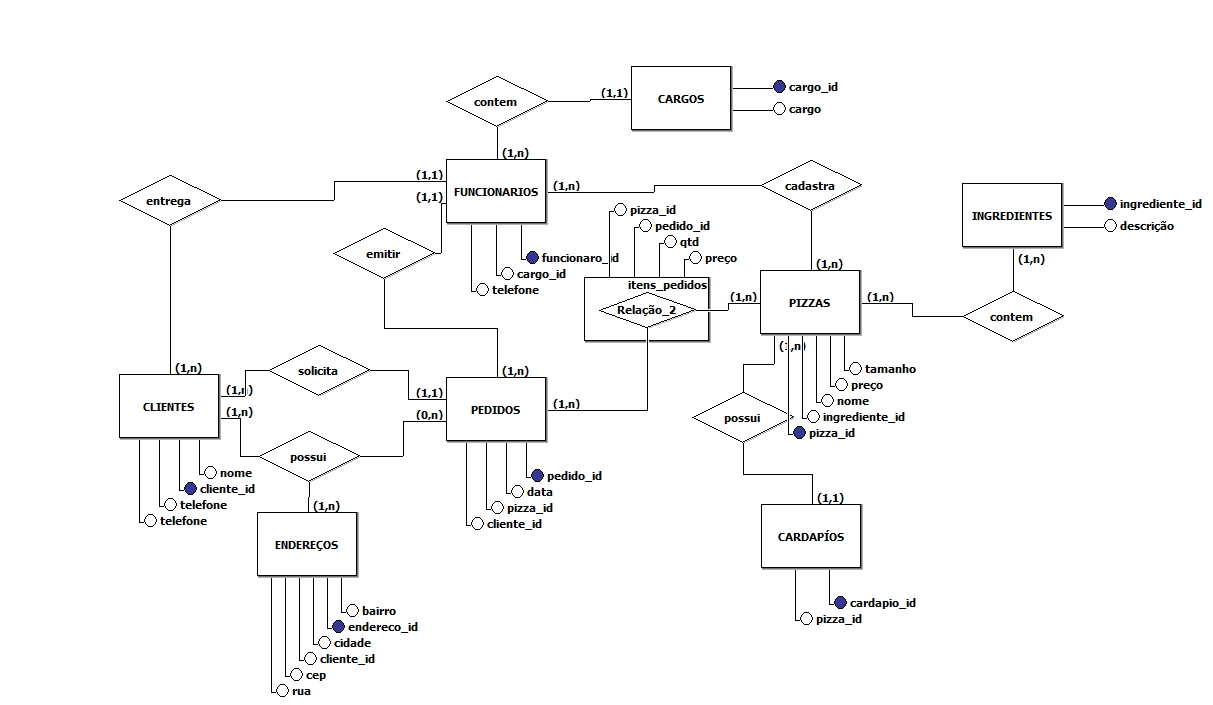 contem
(1,1)
CARGOS
cargo_id
cargo
(1,n)
entrega
(1,1)
(1,1)
FUNCIONARIOS
(1,n)
cadastra
emitir
funcionaro_id
cargo_id
telefone
pizza_id
pedido_id
qtd
preço
itens_pedidos
Relação_2
(1,n)
(1,n)
PIZZAS
(1,n)
INGREDIENTES
ingrediente_id
descrição
(1,n)
contem
(1,n)
CLIENTES
(1,n)
(1,n)
solicita
possui
(1,n)
(1,1)
(0,n)
PEDIDOS
(1,n)
(1,n)
tamanho
preço
nome
ingrediente_id
pizza_id
possui
nome
cliente_id
telefone
telefone
pedido_id
data
pizza_id
cliente_id
(1,n)
ENDEREÇOS
bairro
endereco_id
cidade
cliente_id
cep
rua
(1,1)
CARDAPÍOS
cardapio_id
pizza_id